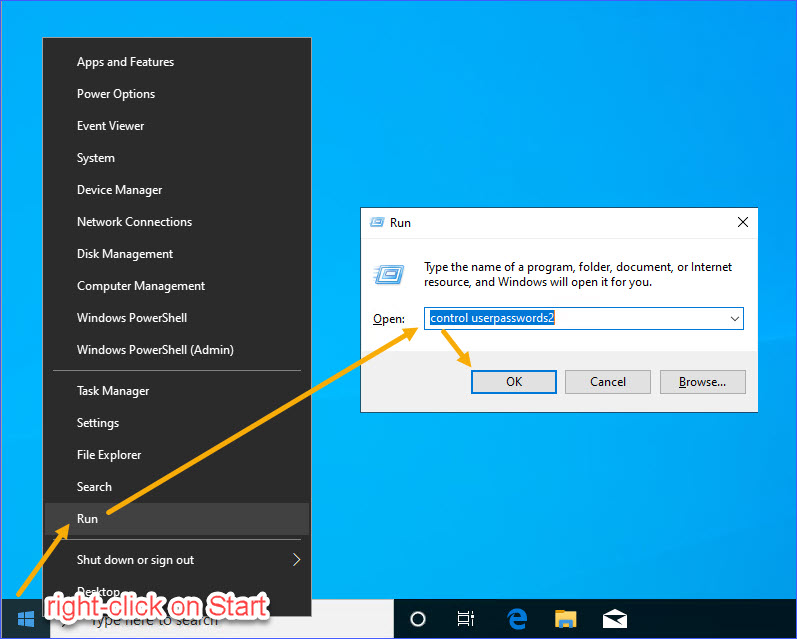 Apps and Features
Power Options
Event Viewer
System
Device Manager
Network Connections
Disk Management
Computer Management
Windows PowerShell
Windows PowerShell (Admin)
Task Manager
Settings
File Explorer
Search
Run
Shut down or sign out
Desktop
right-click on Start
Type here to search
Run
Type the name of a program, folder, document, or Internet
resource, and Windows will open it for you.
Open: control userpasswords2
OK Cancel Browse...